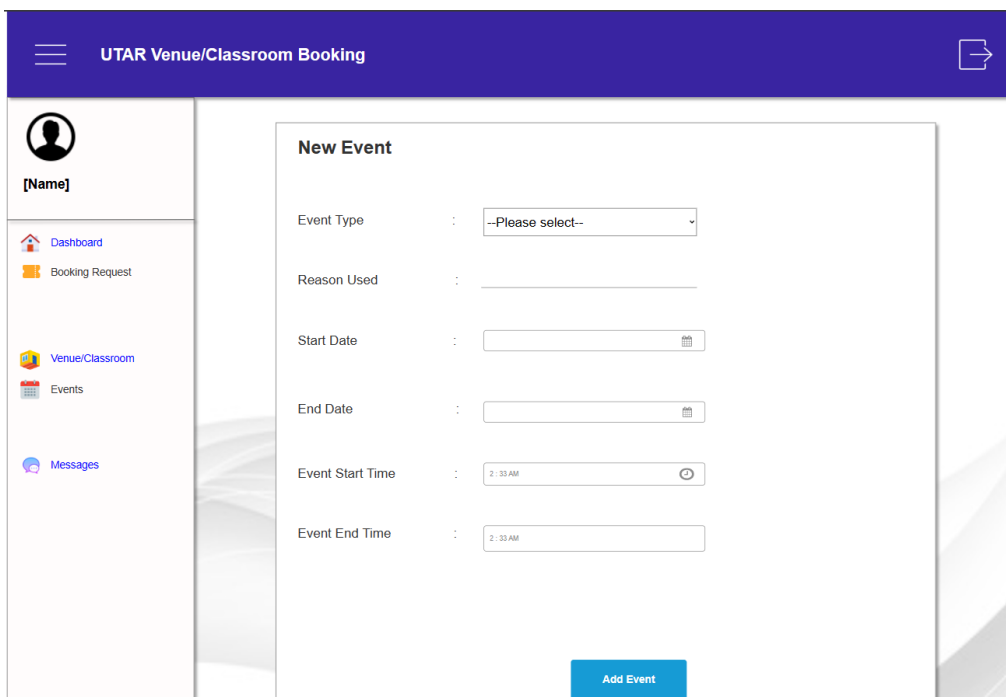 UTAR Venue/Classroom Booking
[Name]
Dashboard
Booking Request
Venue/Classroom
Events
Messages
New Event
Event Type : --Please select--
Reason Used :
Start Date :
End Date :
Event Start Time : 2 : 33 AM
Event End Time : 2 : 33 AM
Add Event